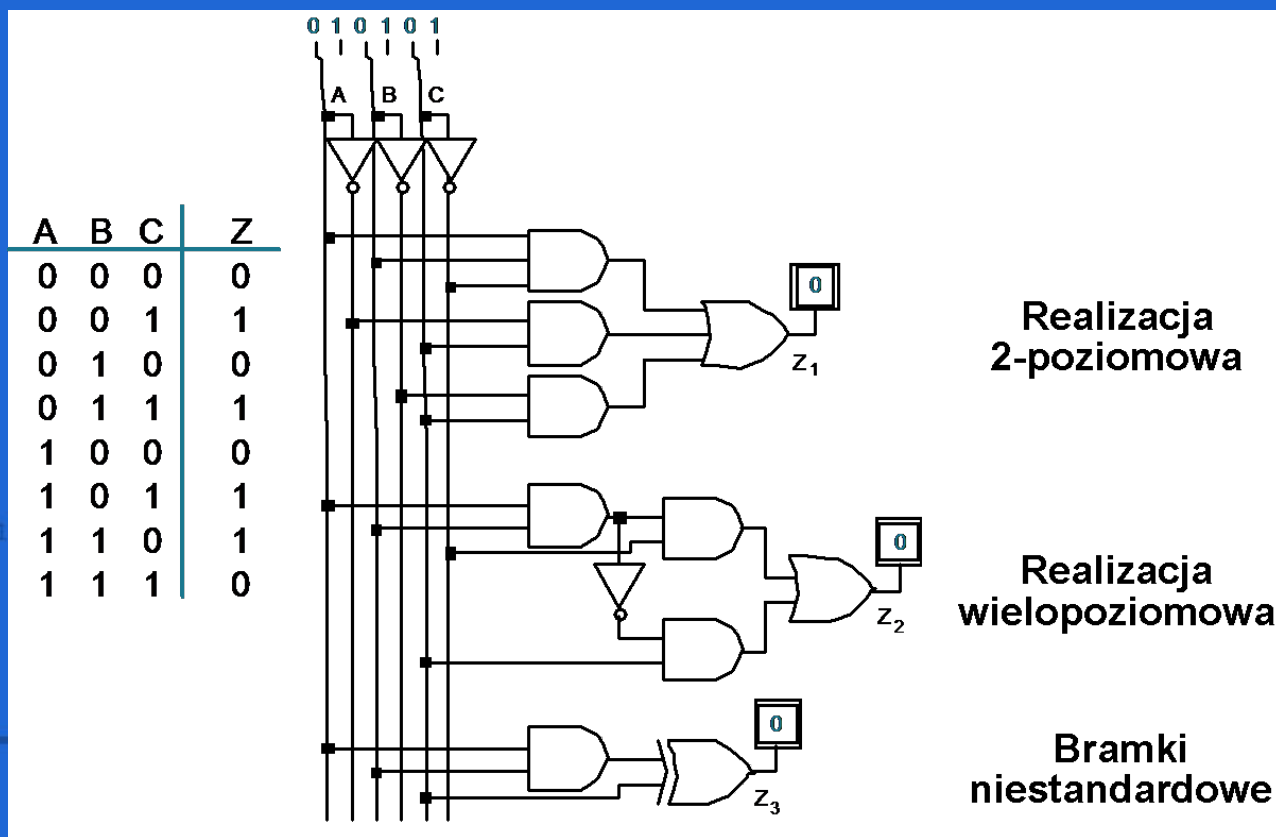 0 1 0 1 0 1
A B C
A B C Z
0 0 0 0
0 0 1 1
0 1 0 0
0 1 1 1
1 0 0 0
1 0 1 1
1 1 0 1
1 1 1 0
0
Z1
Realizacja
2-poziomowa
0
Z2
Realizacja
wielopoziomowa
0
Z3
Bramki
niestandardowe